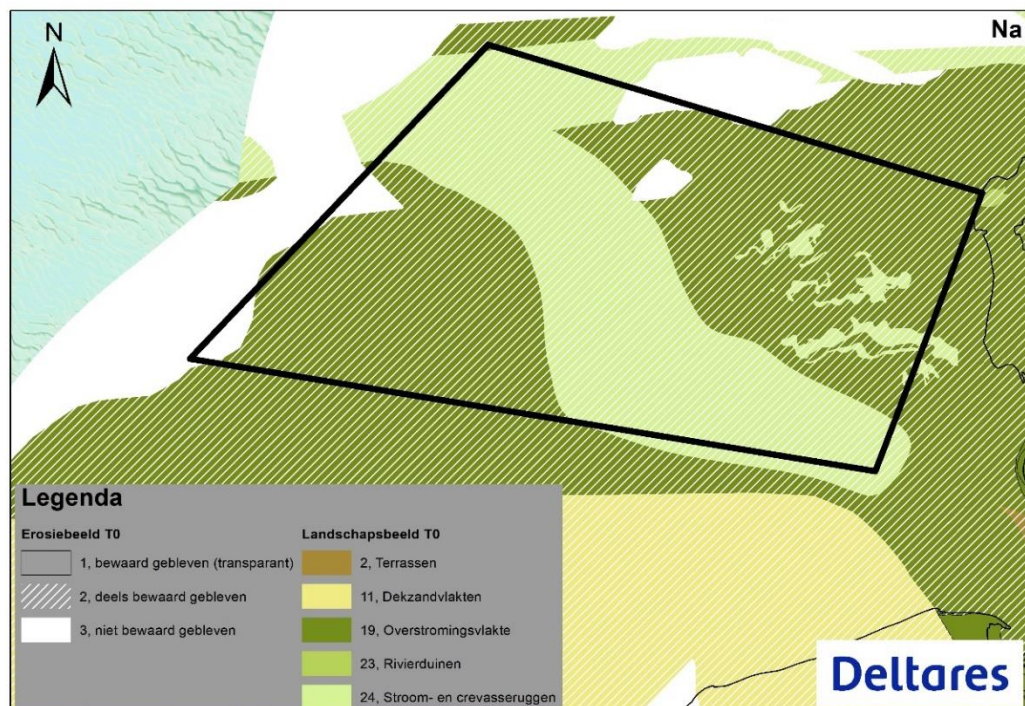 N
Na
Legenda
Erosiebeeld T0
1, bewaard gebleven (transparant)
2, deels bewaard gebleven
3, niet bewaard gebleven
Landschapsbeeld T0
2, Terrassen
11, Dekzandvlakten
19, Overstromingsvlakte
23, Rivierduinen
24, Stroom- en crevasseruggen
Deltares